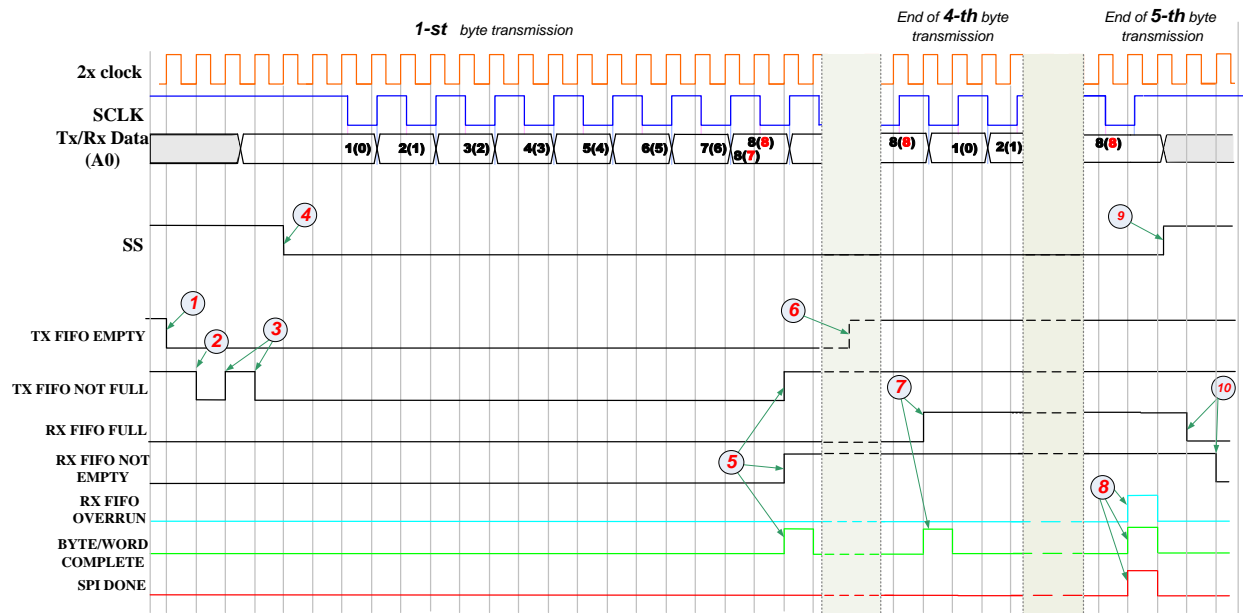 1-st byte transmission
End of 4-th byte
transmission
End of 5-th byte
transmission
2x clock
SCLK
Tx/Rx Data
(A0)
1(0)
2(1)
3(2)
4(3)
5(4)
6(5)
7(6)
8(8)
8(7)
8(8)
1(0)
2(1)
8(8)
SS
4
9
TX FIFO EMPTY
1
2
3
6
TX FIFO NOT FULL
7
10
RX FIFO FULL
RX FIFO NOT
EMPTY
5
8
RX FIFO
OVERRUN
BYTE/WORD
COMPLETE
SPI DONE